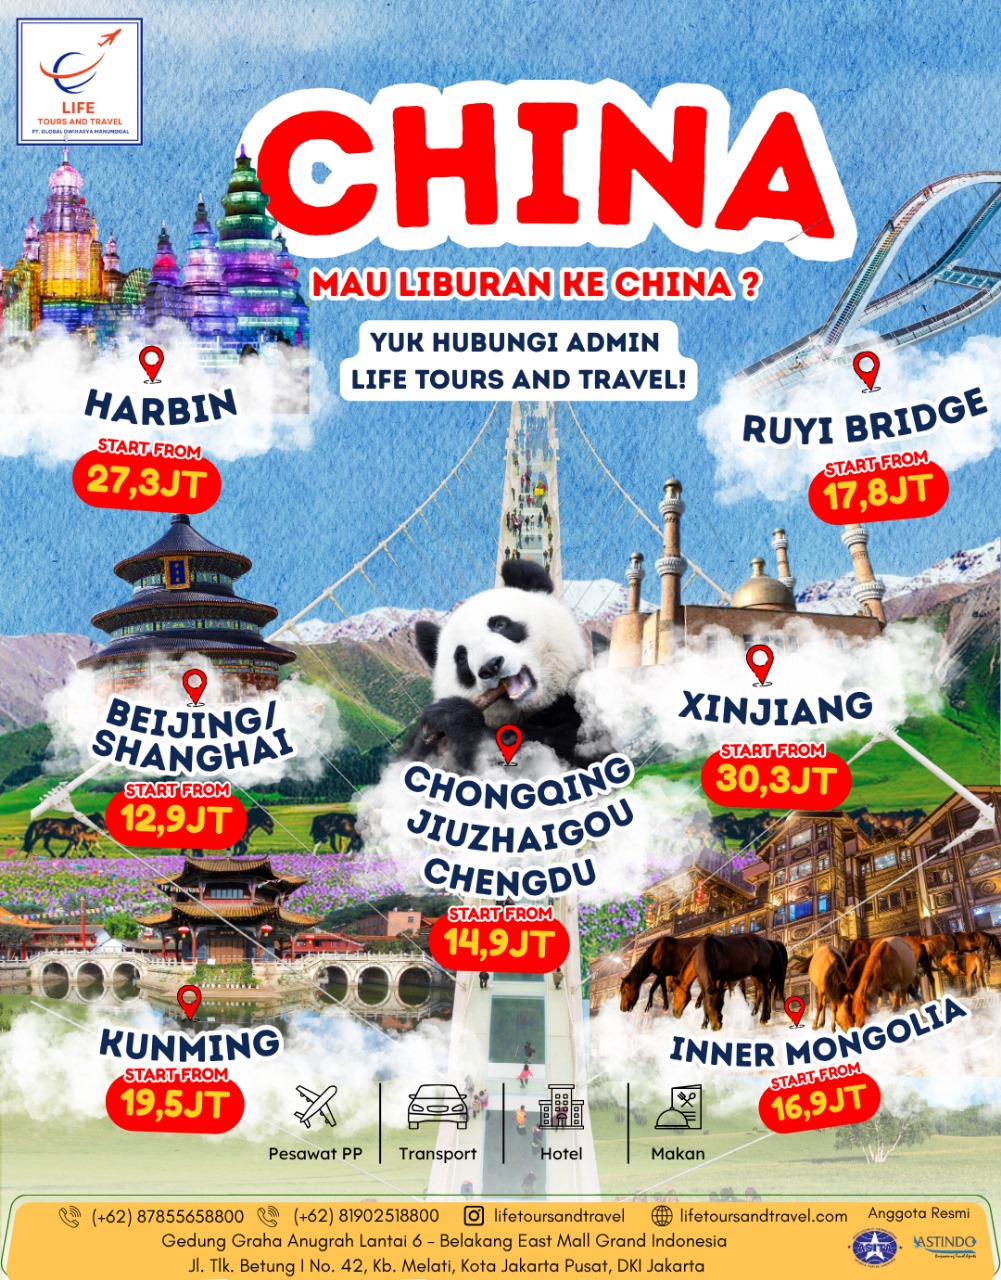 LIFE
TOURS AND TRAVEL
PT. GLOBAL DWIHASYA MANUNGGAL
CHINA
MAU LIBURAN KE CHINA ?
YUK HUBUNGI ADMIN
LIFE TOURS AND TRAVEL!
HARBIN
START FROM
27,3JT
RUYI BRIDGE
START FROM
17,8JT
BEIJING/
SHANGHAI
START FROM
12,9JT
XINJIANG
START FROM
30,3JT
CHONGQING
JIUZHAIGOU
CHENGDU
START FROM
14,9JT
KUNMING
START FROM
19,5JT
INNER MONGOLIA
START FROM
16,9JT
Pesawat PP
Transport
Hotel
Makan
(+62) 87855658800
(+62) 81902518800
lifetoursandtravel
lifetoursandtravel.com
Anggota Resmi
Gedung Graha Anugrah Lantai 6 - Belakang East Mall Grand Indonesia
Jl. Tlk. Betung I No. 42, Kb. Melati, Kota Jakarta Pusat, DKI Jakarta
ASITA
ASTINDO